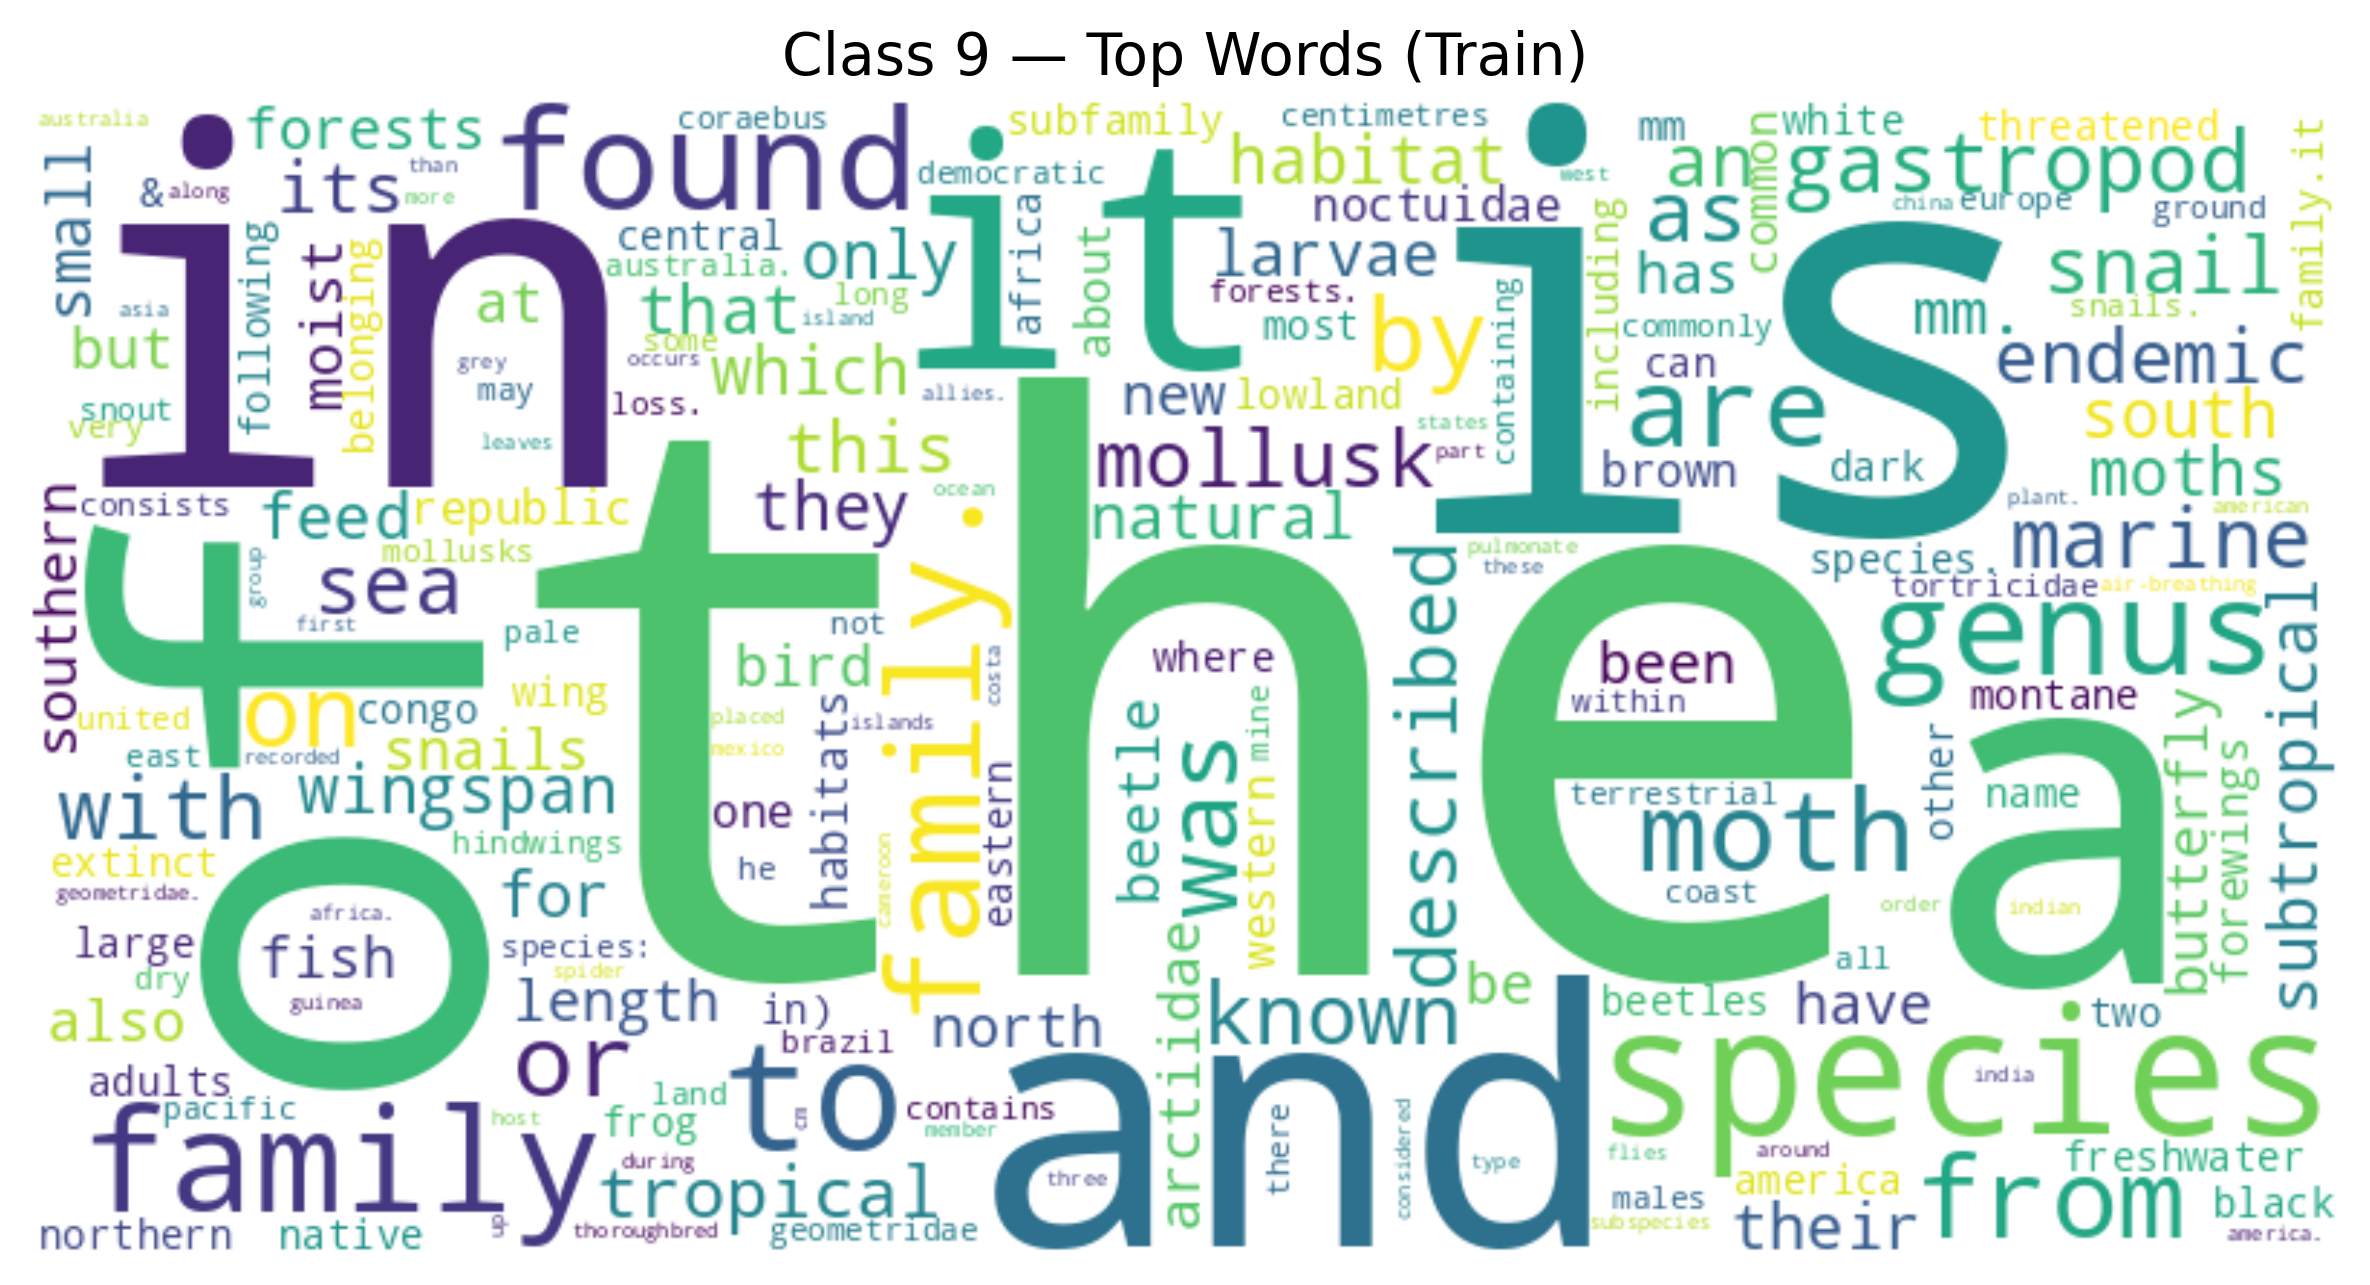 Class 9 — Top Words (Train)
australia
forests
found
coraebus
subfamily
centimetres
mm
common
white
threatened
family.it
small
&
along
its
than
more
in
it
democratic
habitat
is
west
an
gastropod
noctuidae
as
china
europe
ground
following
moist
belonging
central
only
africa
about
larvae
including
has
snail
australia.
at
that
long
forests.
containing
mm.
snails.
asia
island
most
by
commonly
but
some
occurs
which
can
endemic
grey
may
loss.
allies.
new
lowland
are
south
snout
very
leaves
this
states
mollusk
part
brown
dark
moths
southern
consists
feed
republic
they
ocean
natural
plant.
american
marine
of
mollusks
the
pulmonate
these
species.
group
sea
family.
described
tortricidae
air-breathing
genus
subtropical
first
pale
not
bird
costa
where
been
montane
within
wing
on
congo
united
placed
islands
mexico
mine
east
recorded
snails
habitats
beetle
was
western
other
a
butterfly
forewings
with
wingspan
one
eastern
terrestrial
moth
name
hindwings
extinct
he
cameroon
coast
geometridae.
for
order
indian
africa.
large
fish
species:
spider
dry
guinea
all
length
in)
arctiidae
known
be
beetles
have
two
also
north
brazil
species
or
to
and
india
adults
land
contains
pacific
host
frog
cm
member
there
considered
family
during
three
type
flies
around
freshwater
tropical
america
from
males
black
northern
native
9
thoroughbred
geometridae
subspecies
their
america.